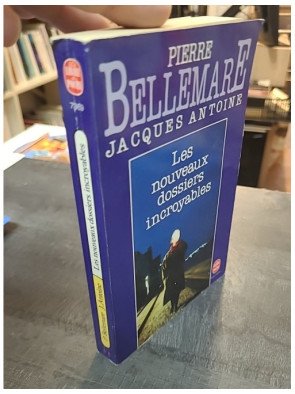 PIERRE
BELLEMARE
JACQUES ANTOINE
Les
nouveaux
dossiers
incroyables
Les nouveaux dossiers incroyables